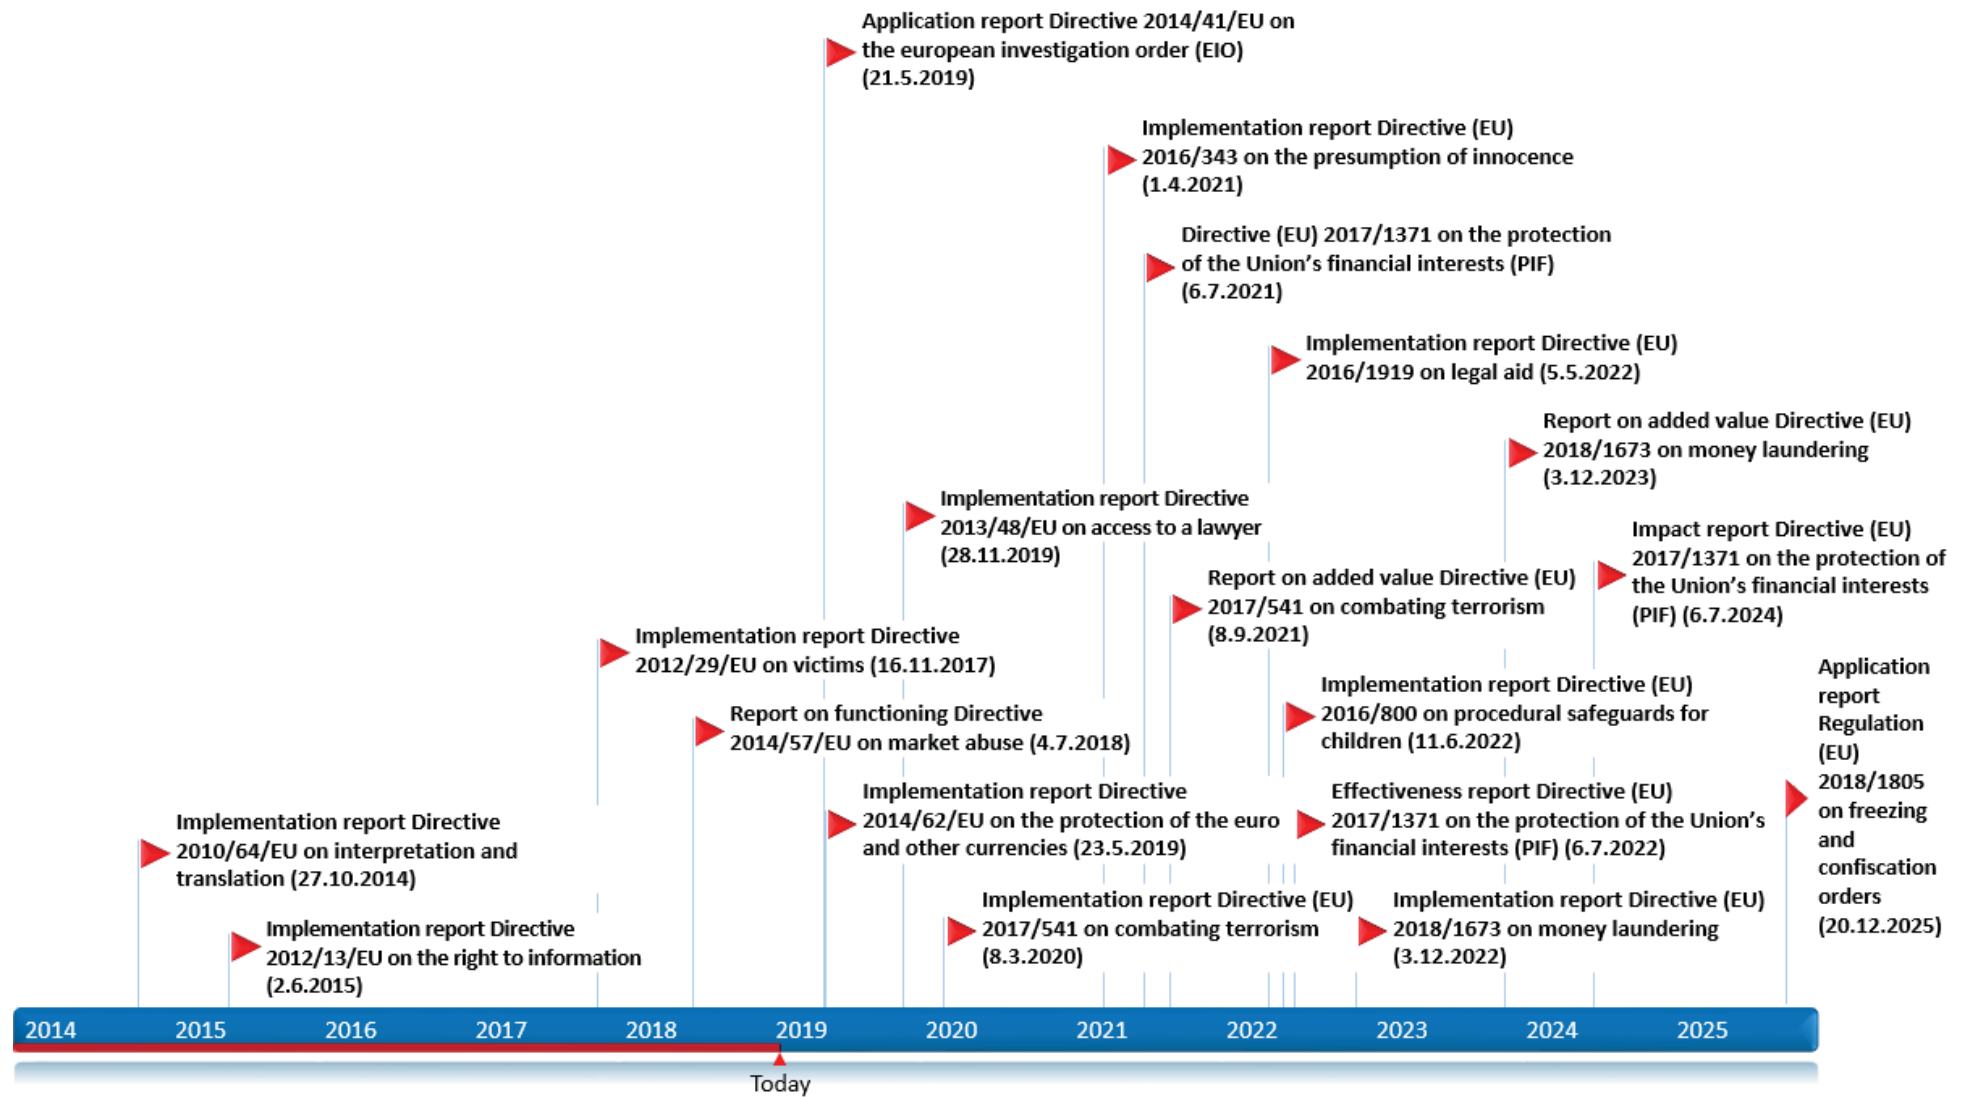 Application report Directive 2014/41/EU on
the european investigation order (EIO)
(21.5.2019)
Implementation report Directive (EU)
2016/343 on the presumption of innocence
(1.4.2021)
Directive (EU) 2017/1371 on the protection
of the Union’s financial interests (PIF)
(6.7.2021)
Implementation report Directive (EU)
2016/1919 on legal aid (5.5.2022)
Report on added value Directive (EU)
2018/1673 on money laundering
(3.12.2023)
Implementation report Directive
2013/48/EU on access to a lawyer
(28.11.2019)
Impact report Directive (EU)
2017/1371 on the protection of
the Union’s financial interests
(PIF) (6.7.2024)
Report on added value Directive (EU)
2017/541 on combating terrorism
(8.9.2021)
Implementation report Directive
2012/29/EU on victims (16.11.2017)
Application
report
Regulation
(EU)
2018/1805
on freezing
and
confiscation
orders
(20.12.2025)
Implementation report Directive (EU)
2016/800 on procedural safeguards for
children (11.6.2022)
Report on functioning Directive
2014/57/EU on market abuse (4.7.2018)
Implementation report Directive
2014/62/EU on the protection of the euro
and other currencies (23.5.2019)
Effectiveness report Directive (EU)
2017/1371 on the protection of the Union’s
financial interests (PIF) (6.7.2022)
Implementation report Directive
2010/64/EU on interpretation and
translation (27.10.2014)
Implementation report Directive (EU)
2017/541 on combating terrorism
(8.3.2020)
Implementation report Directive (EU)
2018/1673 on money laundering
(3.12.2022)
Implementation report Directive
2012/13/EU on the right to information
(2.6.2015)
2014 2015 2016 2017 2018 2019 2020 2021 2022 2023 2024 2025
Today